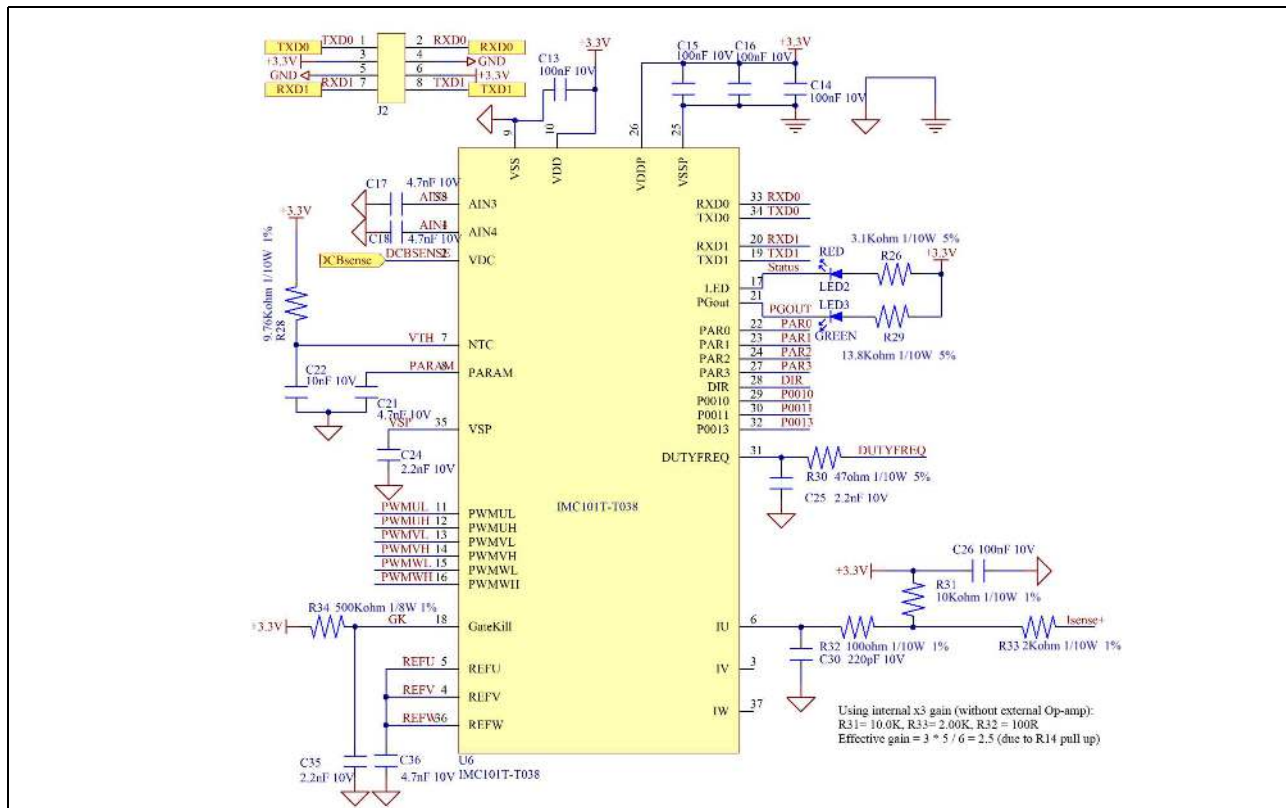 TXD0 TXD0 1 2 RXD0 RXD0
+3.3V 3 4 GND
GND 5 6 +3.3V
RXD1 RXD1 7 8 TXD1 TXD1
J2
C13
100nF 10V
+3.3V
C15
100nF 10V
C16
100nF 10V
+3.3V
C14
100nF 10V
9 10 26 25
VSS VDD VDDP VSSP
C17 4.7nF 10V
AIN3
AIN3
C18 4.7nF 10V
AIN4
AIN4
DCBsense DCBSENSE 2 VDC
+3.3V
9.76Kohm 1/10W 1%
R28
VTH 7 NTC
PARAM 8 PARAM
C22
10nF 10V
C21
4.7nF 10V
VSP 35 VSP
C24
2.2nF 10V
PWMUL 11 PWMUL
PWMUH 12 PWMUH
PWMVL 13 PWMVL
PWMVH 14 PWMVH
PWMWL 15 PWMWL
PWMWH 16 PWMWH
R34 500Kohm 1/8W 1%
+3.3V GK 18 GateKill
REFU 5 REFU
REFV 4 REFV
REFW 36 REFW
C35
2.2nF 10V
C36
4.7nF 10V
U6
IMC101T-T038
IMC101T-T038
RXD0 33 RXD0
TXD0 34 TXD0
RXD1 20 RXD1
TXD1 19 TXD1
LED 17 Status
PGout 21 PGOUT
RED
LED2
3.1Kohm 1/10W 5%
R26
+3.3V
LED3
GREEN
R29
13.8Kohm 1/10W 5%
PAR0 22 PAR0
PAR1 23 PAR1
PAR2 24 PAR2
PAR3 27 PAR3
DIR 28 DIR
P0010 29 P0010
P0011 30 P0011
P0013 32 P0013
DUTYFREQ 31 DUTYFREQ
R30 47ohm 1/10W 5%
C25 2.2nF 10V
C26 100nF 10V
+3.3V
R31
10Kohm 1/10W 1%
IU 6 Isense+
R32 100ohm 1/10W 1%
R33 2Kohm 1/10W 1%
C30 220pF 10V
IV 3
IW 37
Using internal x3 gain (without external Op-amp):
R31= 10.0K, R33= 2.00K, R32 = 100R
Effective gain = 3 * 5 / 6 = 2.5 (due to R14 pull up)